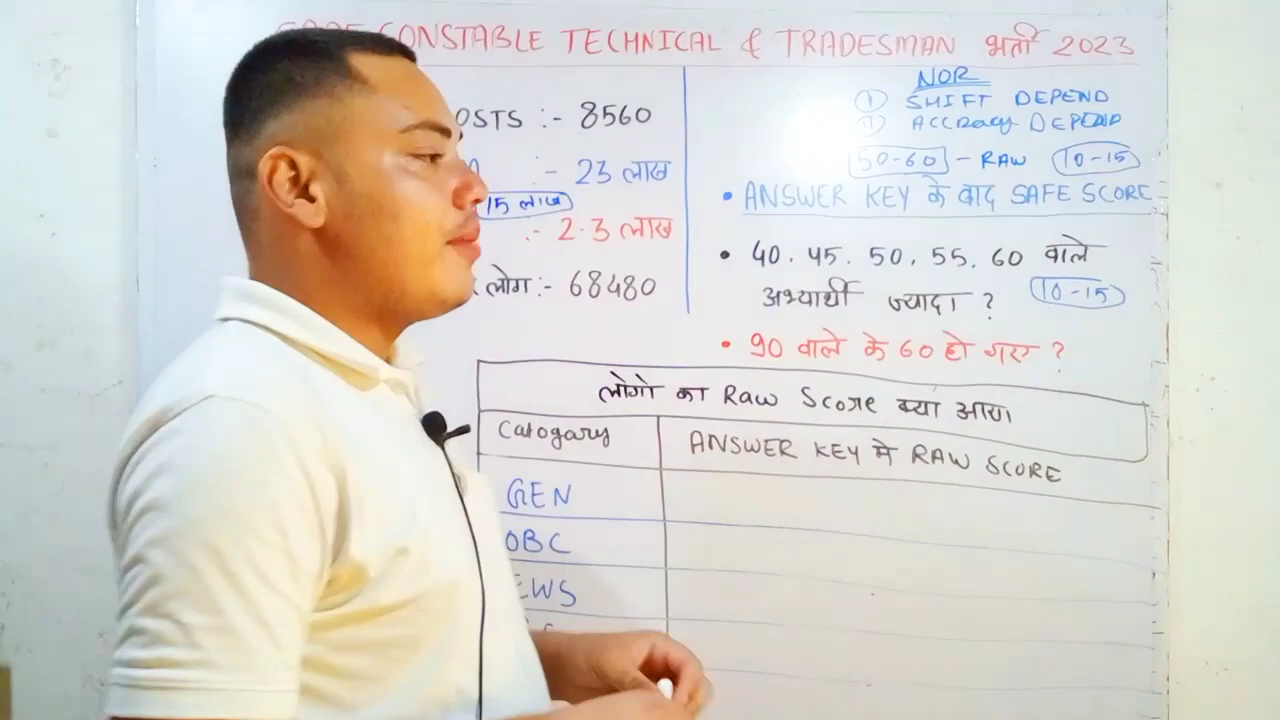 CONSTABLE TECHNICAL & TRADESMAN भर्ती 2023
OSTS :- 8560
:- 23 लाख
15 लाख
:- 2.3 लाख
लोग :- 68480
NOR
① SHIFT DEPEND
ACCRacy DEPEND
50-60 - RAW 10-15
• ANSWER KEY के बाद SAFE SCORE
• 40. 45. 50. 55. 60 वाले
अभ्यार्थी ज्यादा ?
10-15
• 90 वाले के 60 हो गए ?
लोगो का Raw Score क्या आया
Catogary
ANSWER KEY मे RAW SCORE
GEN
OBC
EWS